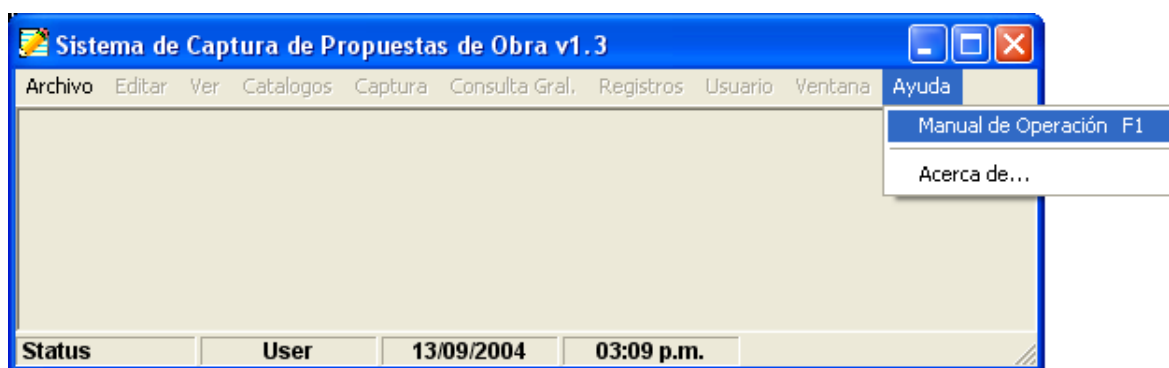 Sistema de Captura de Propuestas de Obra v1.3
Archivo Editar Ver Catalogos Captura Consulta Gral. Registros Usuario Ventana Ayuda
Manual de Operación F1
Acerca de...
Status User 13/09/2004 03:09 p.m.